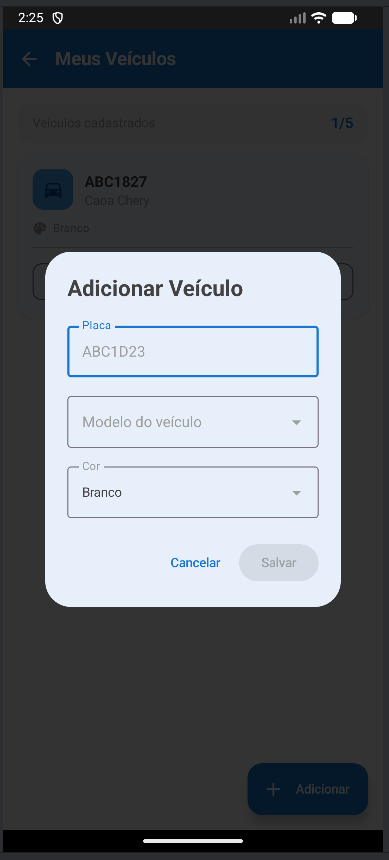 2:25
Meus Veículos
Veículos cadastrados 1/5
ABC1827
Caoa Chery
Branco
Adicionar Veículo
Placa
ABC1D23
Modelo do veículo
Cor
Branco
Cancelar Salvar
Adicionar